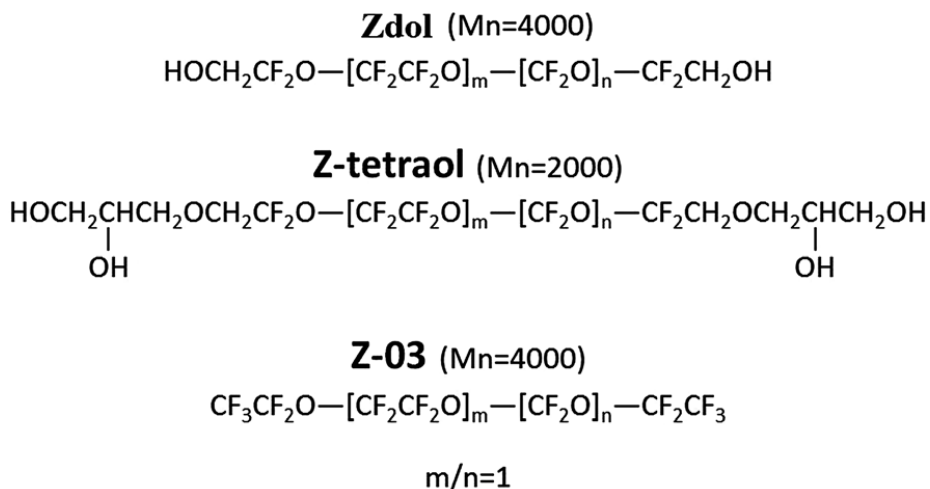 Zdol (Mn=4000)
HOCH₂CF₂O—[CF₂CF₂O]ₘ—[CF₂O]ₙ—CF₂CH₂OH
Z-tetraol (Mn=2000)
HOCH₂CHCH₂OCH₂CF₂O—[CF₂CF₂O]ₘ—[CF₂O]ₙ—CF₂CH₂OCH₂CHCH₂OH
OH OH
Z-03 (Mn=4000)
CF₃CF₂O—[CF₂CF₂O]ₘ—[CF₂O]ₙ—CF₂CF₃
m/n=1